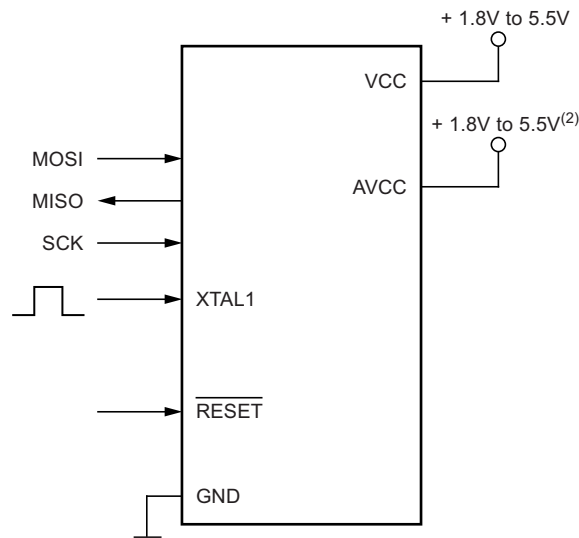 + 1.8V to 5.5V
VCC
+ 1.8V to 5.5V(2)
MOSI
AVCC
MISO
SCK
XTAL1
RESET
GND